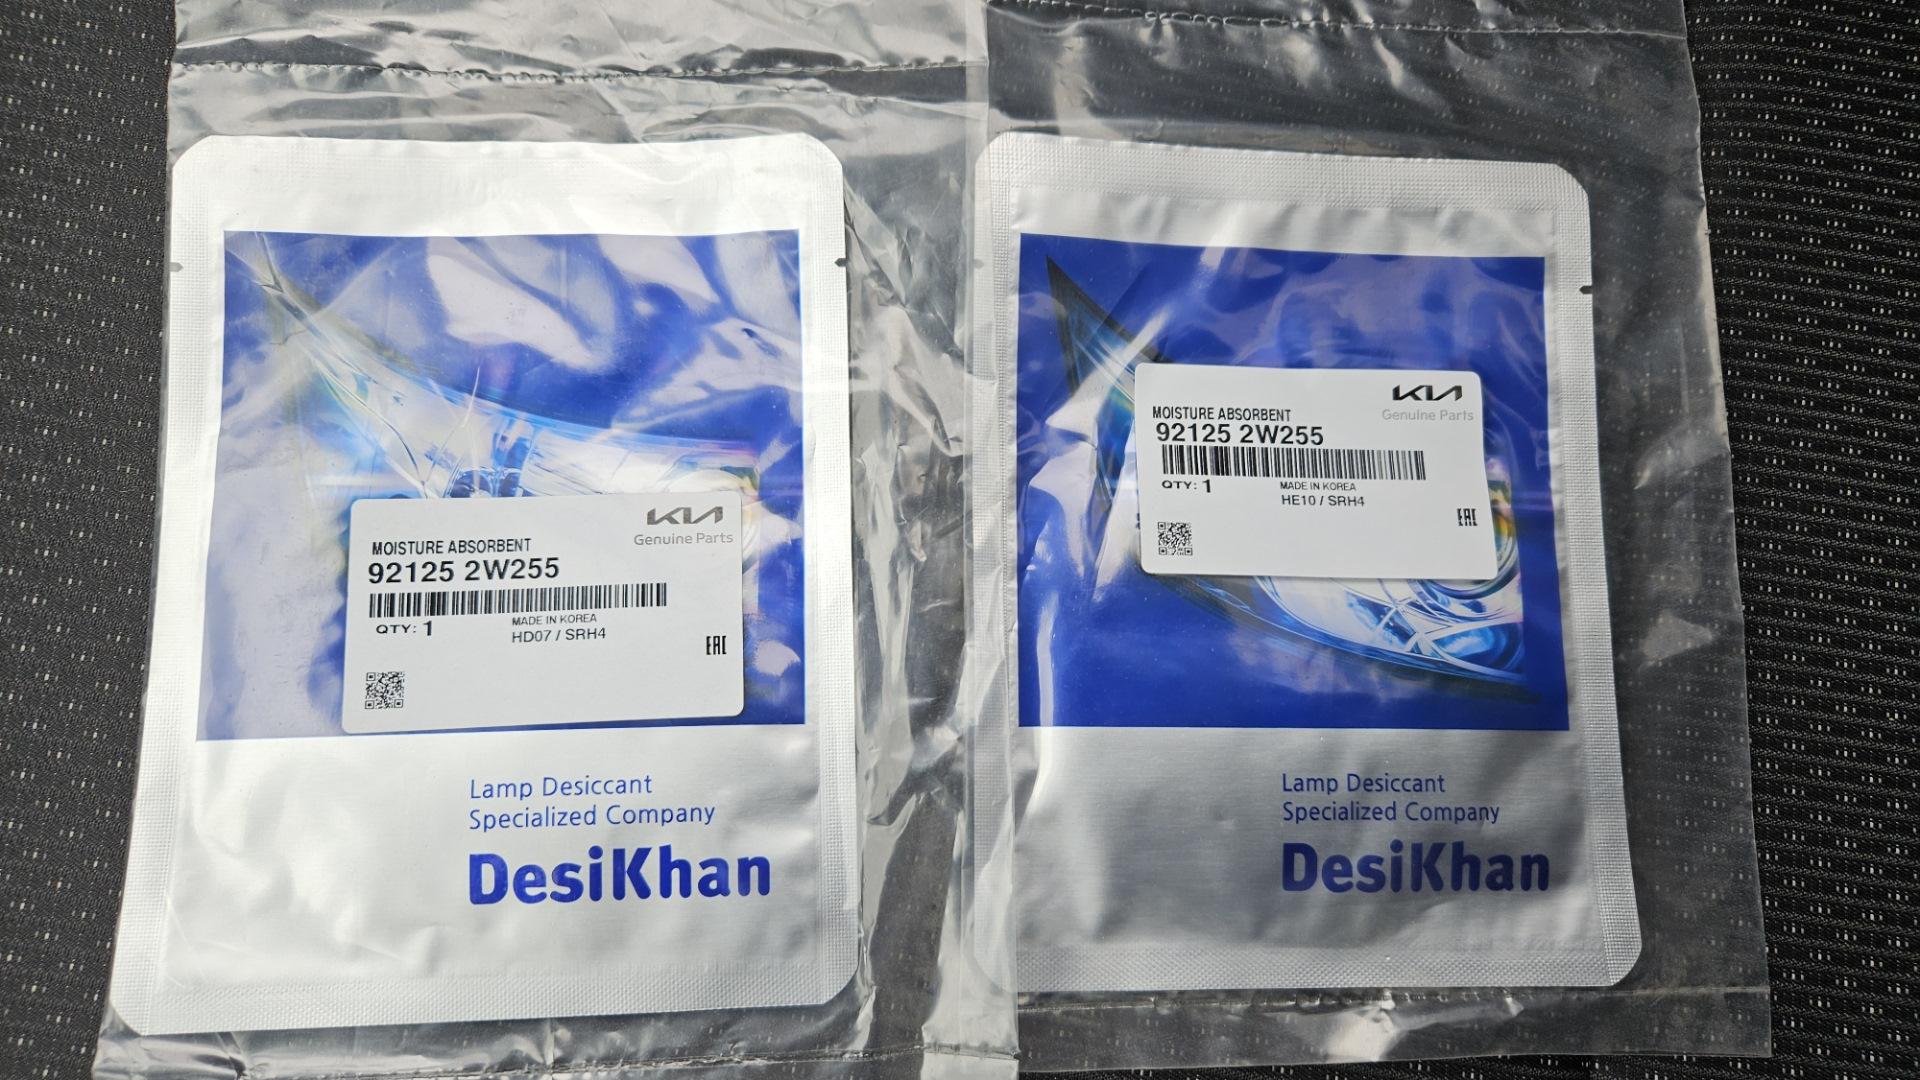 KIA
Genuine Parts
MOISTURE ABSORBENT
92125 2W255
QTY: 1
MADE IN KOREA
HD07 / SRH4
EAC
Lamp Desiccant
Specialized Company
DesiKhan
KIA
Genuine Parts
MOISTURE ABSORBENT
92125 2W255
QTY: 1
MADE IN KOREA
HE10 / SRH4
EAC
Lamp Desiccant
Specialized Company
DesiKhan